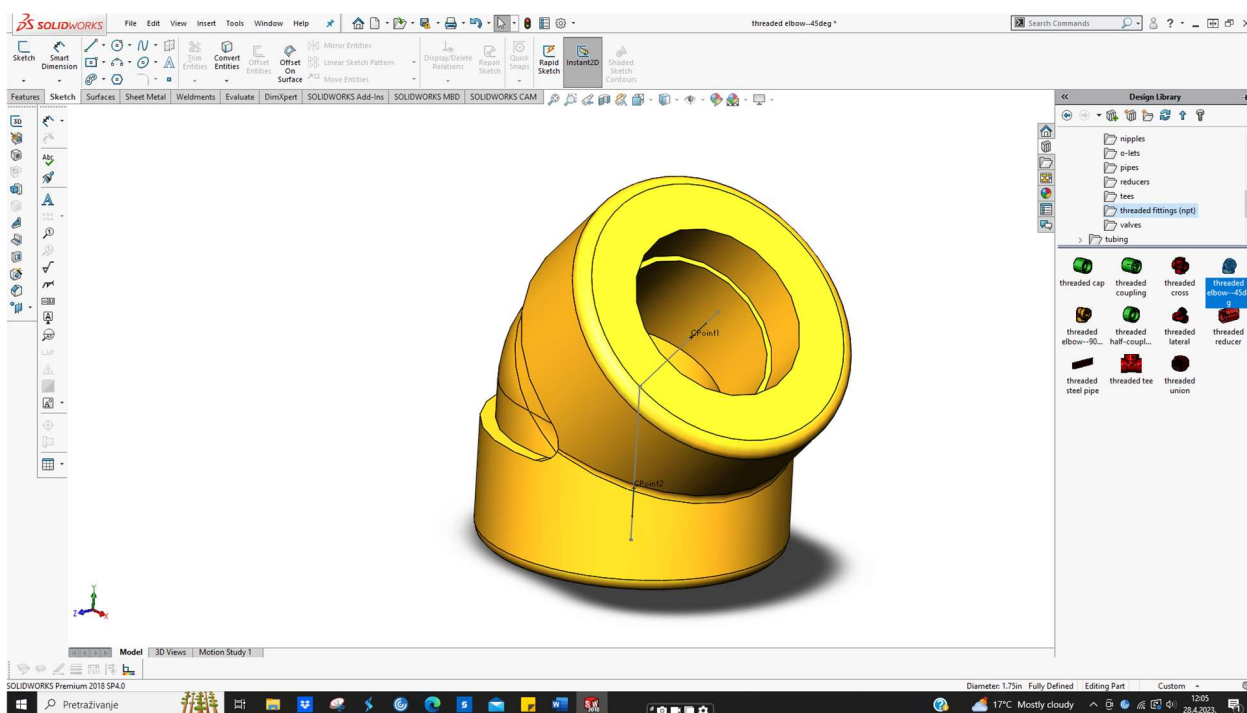 SOLIDWORKS
File Edit View Insert Tools Window Help
threaded elbow--45deg *
Search Commands
Sketch
Smart Dimension
Trim Entities
Convert Entities
Offset Entities
Offset On Surface
Mirror Entities
Linear Sketch Pattern
Move Entities
Display/Delete Relations
Repair Sketch
Quick Snaps
Rapid Sketch
Instant2D
Shaded Sketch Contours
Features Sketch Surfaces Sheet Metal Weldments Evaluate DimXpert SOLIDWORKS Add-Ins SOLIDWORKS MBD SOLIDWORKS CAM
Design Library
nipples
o-lets
pipes
reducers
tees
threaded fittings (npt)
valves
tubing
threaded cap
threaded coupling
threaded cross
threaded elbow--45d
g
threaded elbow--90...
threaded half-coupl...
threaded lateral
threaded reducer
threaded steel pipe
threaded tee
threaded union
CPoint1
CPoint2
Y
Z
X
Model 3D Views Motion Study 1
SOLIDWORKS Premium 2018 SP4.0
Diameter: 1.75in Fully Defined Editing Part Custom
Pretraživanje
17°C Mostly cloudy
12:05
28.4.2023.